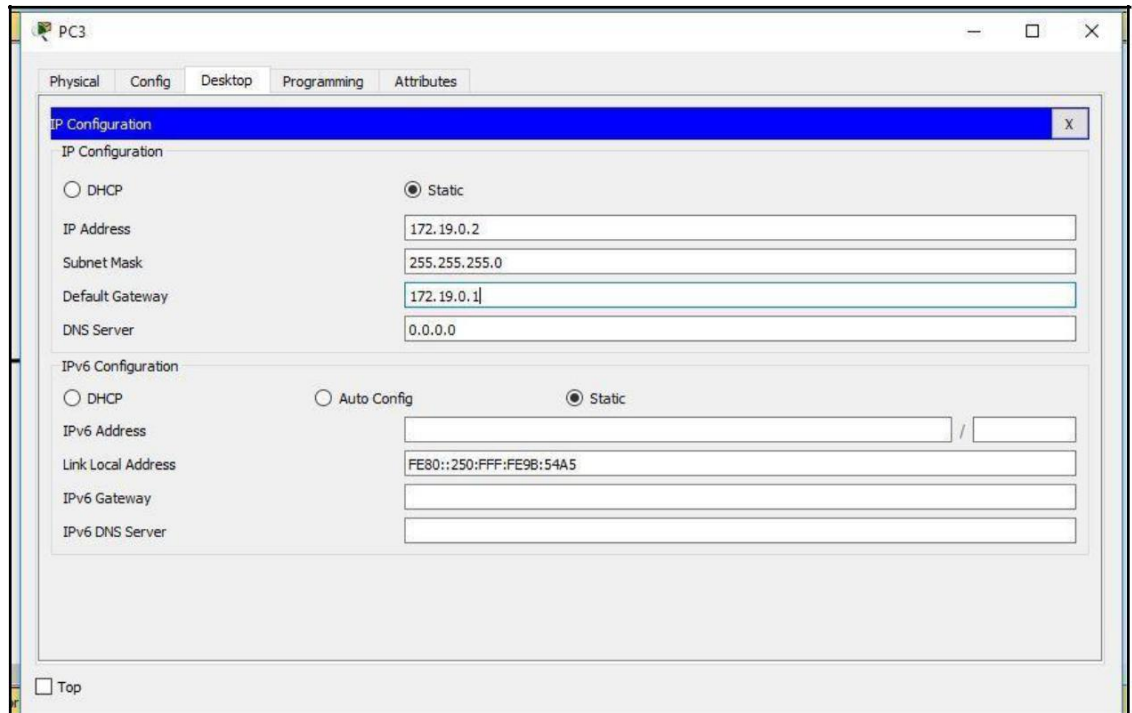 PC3
Physical Config Desktop Programming Attributes
IP Configuration X
IP Configuration
DHCP Static
IP Address 172.19.0.2
Subnet Mask 255.255.255.0
Default Gateway 172.19.0.1
DNS Server 0.0.0.0
IPv6 Configuration
DHCP Auto Config Static
IPv6 Address /
Link Local Address FE80::250:FFF:FE9B:54A5
IPv6 Gateway
IPv6 DNS Server
Top